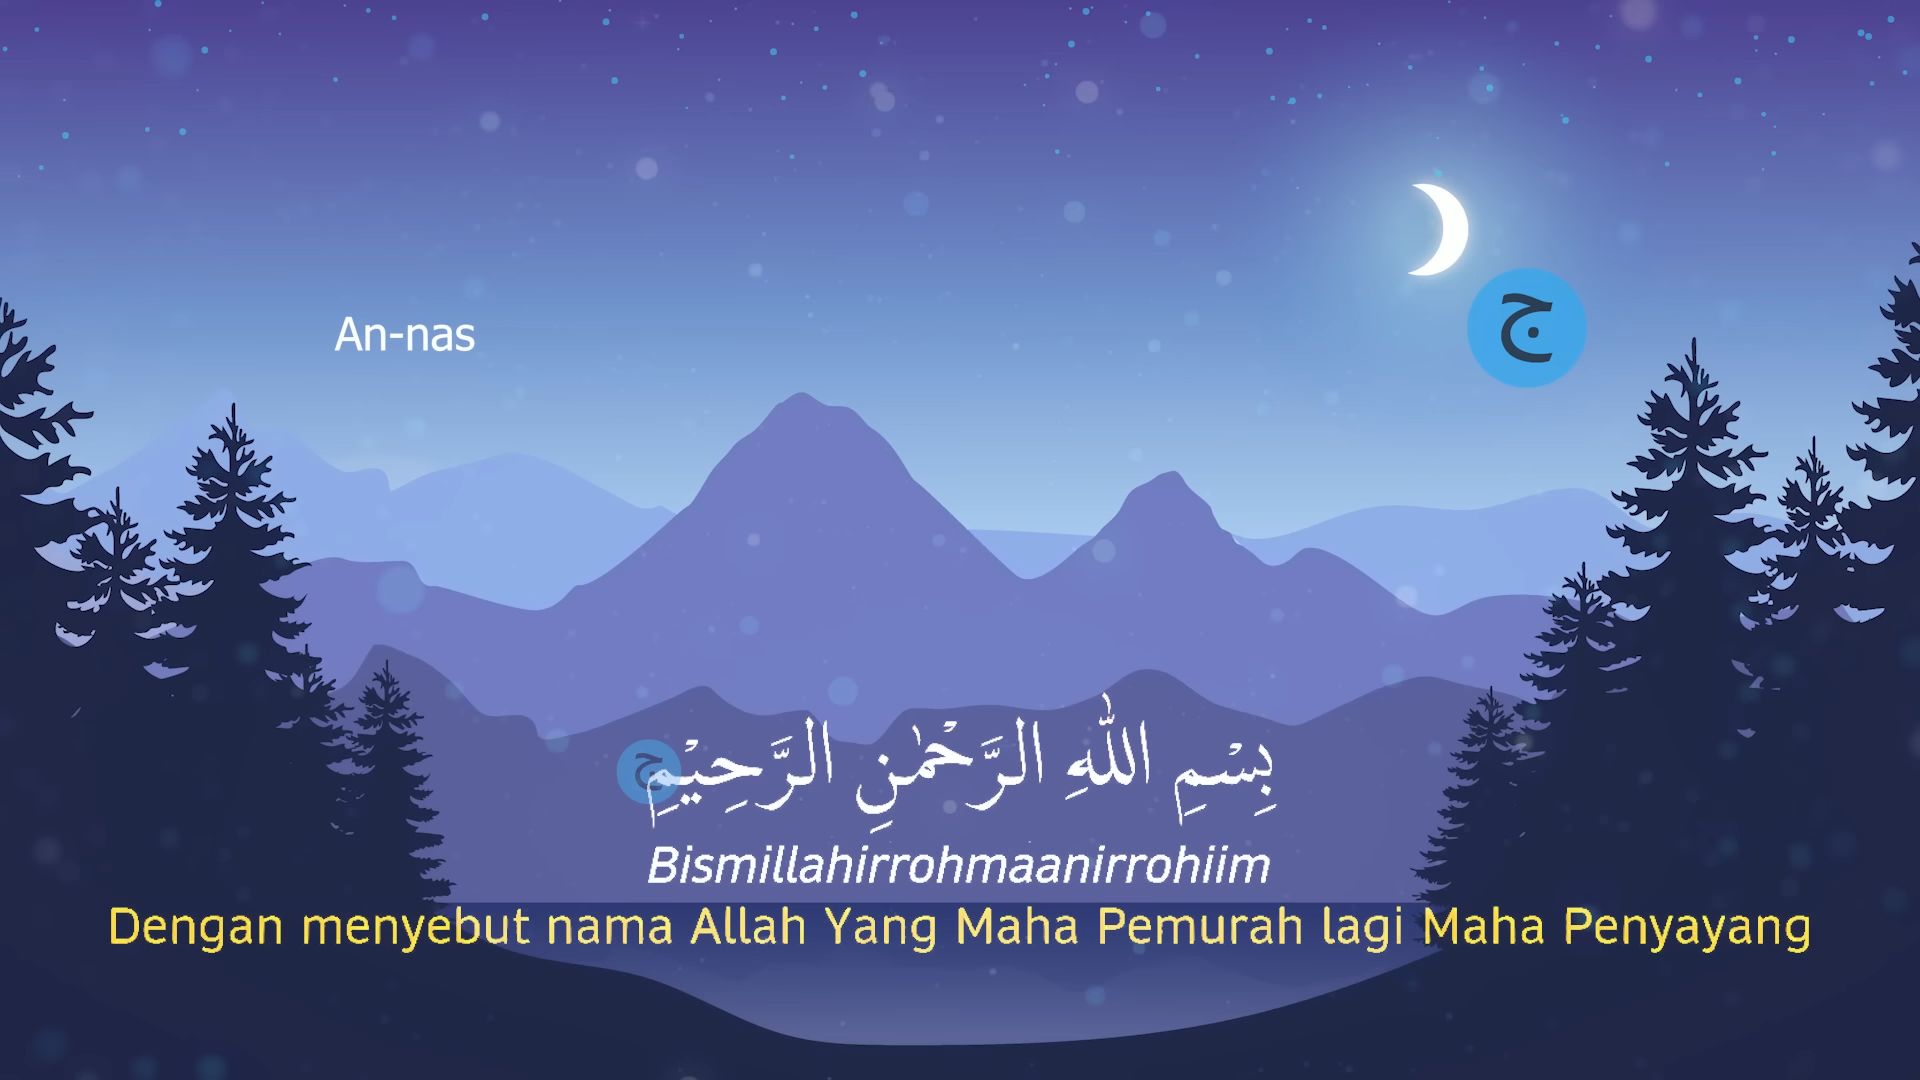 An-nas
ج
بِسْمِ اللّٰهِ الرَّحْمٰنِ الرَّحِيْمِ
ج
Bismillahirrohmaanirrohiim
Dengan menyebut nama Allah Yang Maha Pemurah lagi Maha Penyayang